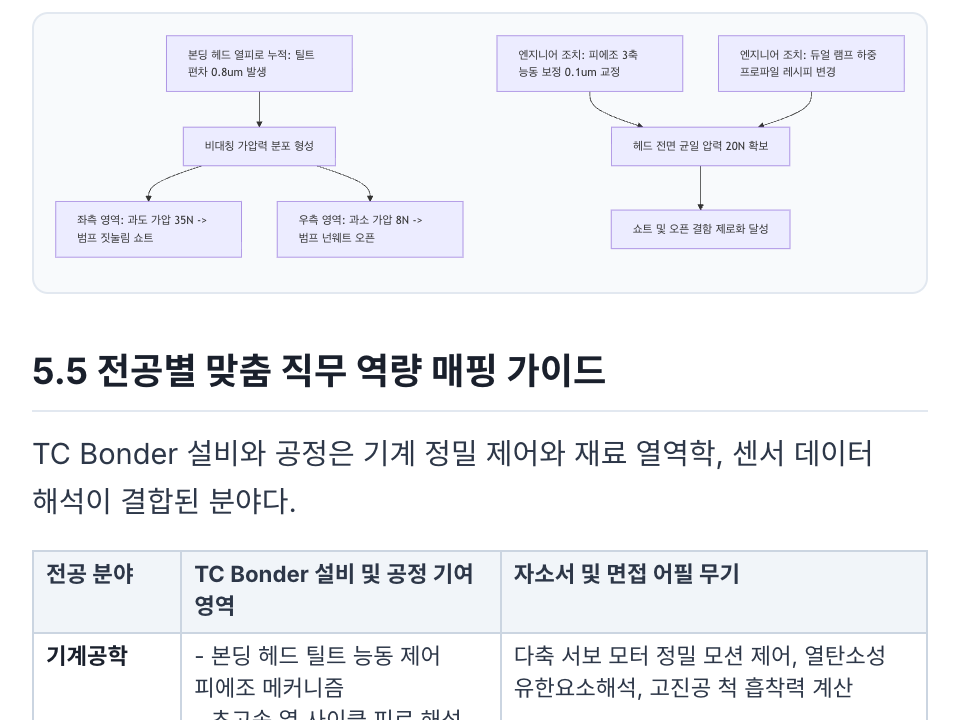 본딩 헤드 열피로 누적: 틸트
편차 0.8um 발생
비대칭 가압력 분포 형성
좌측 영역: 과도 가압 35N ->
범프 짓눌림 쇼트
우측 영역: 과소 가압 8N ->
범프 넌웨트 오픈
엔지니어 조치: 피에조 3축
능동 보정 0.1um 교정
엔지니어 조치: 듀얼 램프 하중
프로파일 레시피 변경
헤드 전면 균일 압력 20N 확보
쇼트 및 오픈 결함 제로화 달성
5.5 전공별 맞춤 직무 역량 매핑 가이드
TC Bonder 설비와 공정은 기계 정밀 제어와 재료 열역학, 센서 데이터
해석이 결합된 분야다.
전공 분야
TC Bonder 설비 및 공정 기여
영역
자소서 및 면접 어필 무기
기계공학
- 본딩 헤드 틸트 능동 제어
피에조 메커니즘
- 초고속 열 사이클 피로 해석
다축 서보 모터 정밀 모션 제어, 열탄소성
유한요소해석, 고진공 척 흡착력 계산